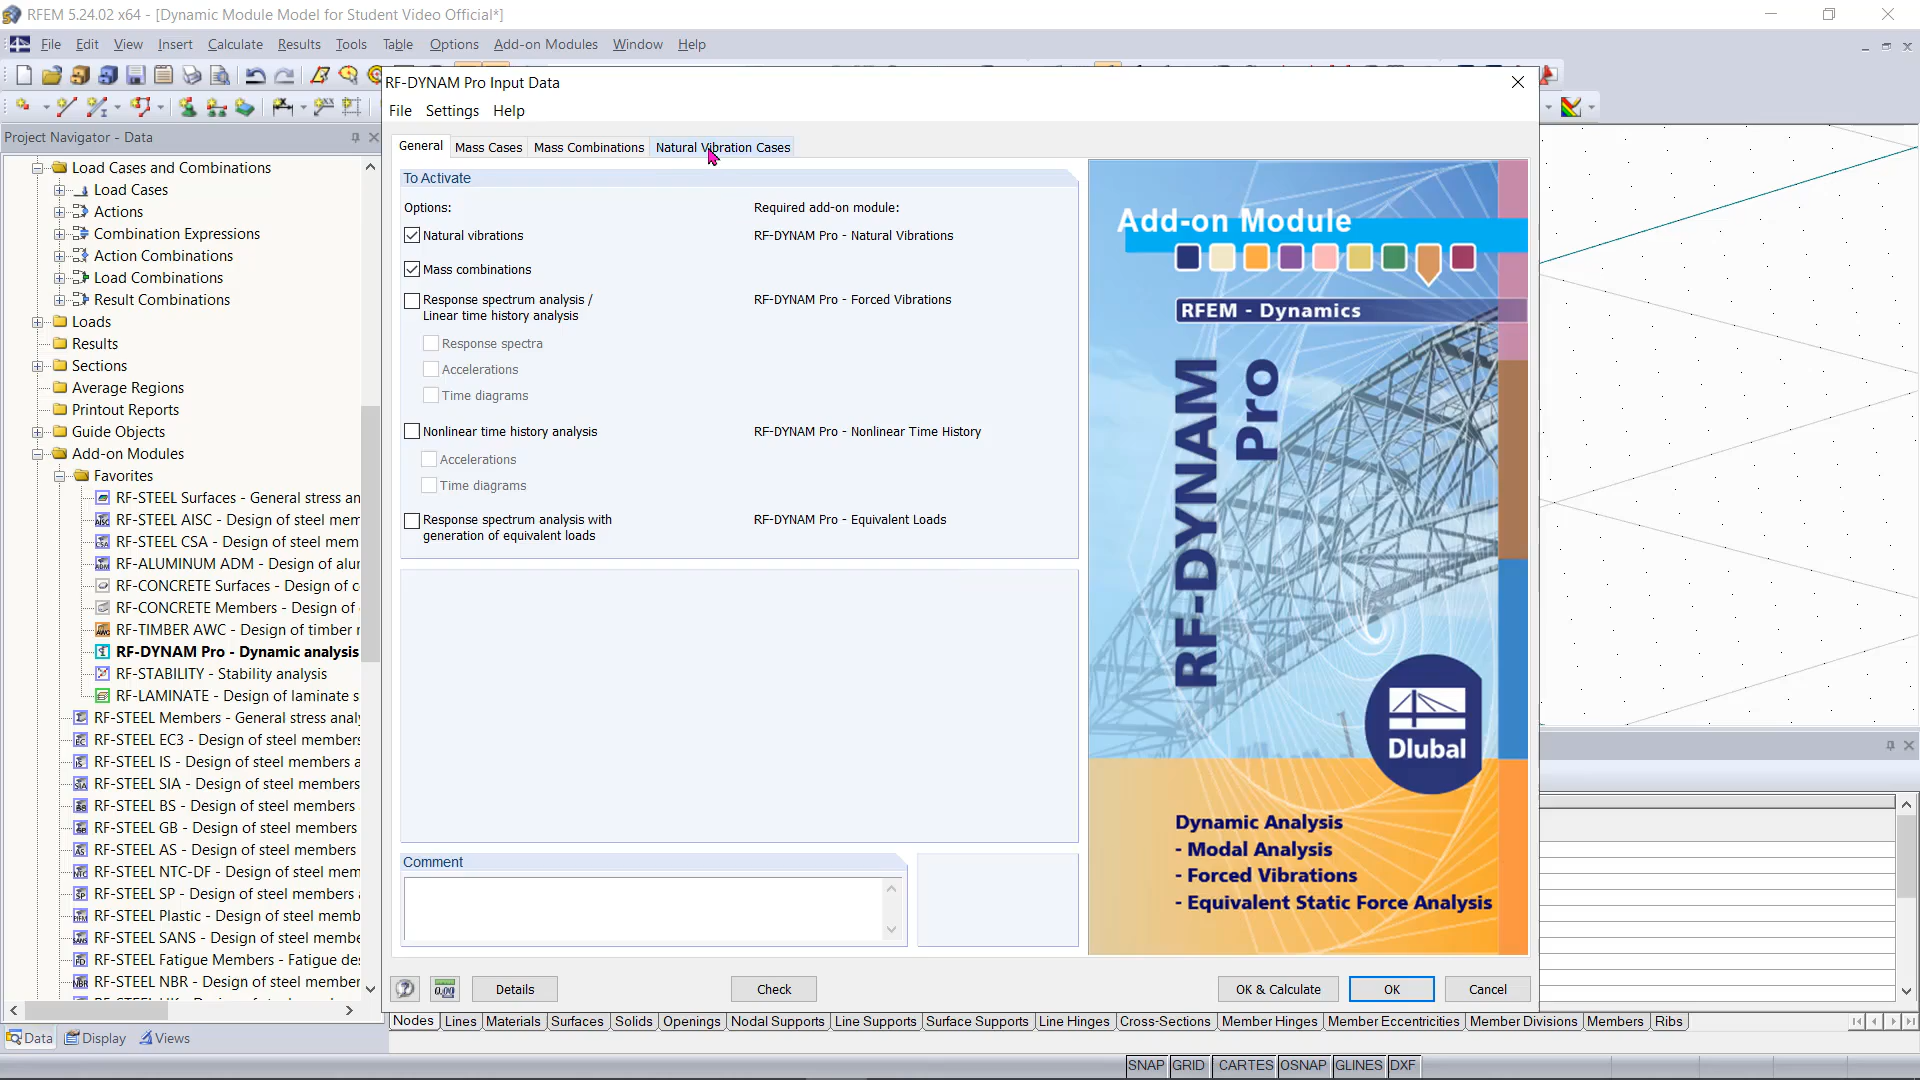 RFEM 5.24.02 x64 - [Dynamic Module Model for Student Video Official*]
File Edit View Insert Calculate Results Tools Table Options Add-on Modules Window Help
Project Navigator - Data
Load Cases and Combinations
Load Cases
Actions
Combination Expressions
Action Combinations
Load Combinations
Result Combinations
Loads
Results
Sections
Average Regions
Printout Reports
Guide Objects
Add-on Modules
Favorites
RF-STEEL Surfaces - General stress an
RF-STEEL AISC - Design of steel mem
RF-STEEL CSA - Design of steel mem
RF-ALUMINUM ADM - Design of alur
RF-CONCRETE Surfaces - Design of c
RF-CONCRETE Members - Design of
RF-TIMBER AWC - Design of timber r
RF-DYNAM Pro - Dynamic analysis
RF-STABILITY - Stability analysis
RF-LAMINATE - Design of laminate s
RF-STEEL Members - General stress analy
RF-STEEL EC3 - Design of steel members
RF-STEEL IS - Design of steel members a
RF-STEEL SIA - Design of steel members
RF-STEEL BS - Design of steel members
RF-STEEL GB - Design of steel members
RF-STEEL AS - Design of steel members
RF-STEEL NTC-DF - Design of steel mem
RF-STEEL SP - Design of steel members
RF-STEEL Plastic - Design of steel memb
RF-STEEL SANS - Design of steel membe
RF-STEEL Fatigue Members - Fatigue de
RF-STEEL NBR - Design of steel member
Data Display Views
RF-DYNAM Pro Input Data
File Settings Help
General Mass Cases Mass Combinations Natural Vibration Cases
To Activate
Options: Required add-on module:
Natural vibrations RF-DYNAM Pro - Natural Vibrations
Mass combinations
Response spectrum analysis / RF-DYNAM Pro - Forced Vibrations
Linear time history analysis
Response spectra
Accelerations
Time diagrams
Nonlinear time history analysis RF-DYNAM Pro - Nonlinear Time History
Accelerations
Time diagrams
Response spectrum analysis with RF-DYNAM Pro - Equivalent Loads
generation of equivalent loads
Comment
Add-on Module
RFEM - Dynamics
RF-DYNAM
Pro
Dlubal
Dynamic Analysis
- Modal Analysis
- Forced Vibrations
- Equivalent Static Force Analysis
0,00 Details Check OK & Calculate OK Cancel
Nodes Lines Materials Surfaces Solids Openings Nodal Supports Line Supports Surface Supports Line Hinges Cross-Sections Member Hinges Member Eccentricities Member Divisions Members Ribs
SNAP GRID CARTES OSNAP GLINES DXF